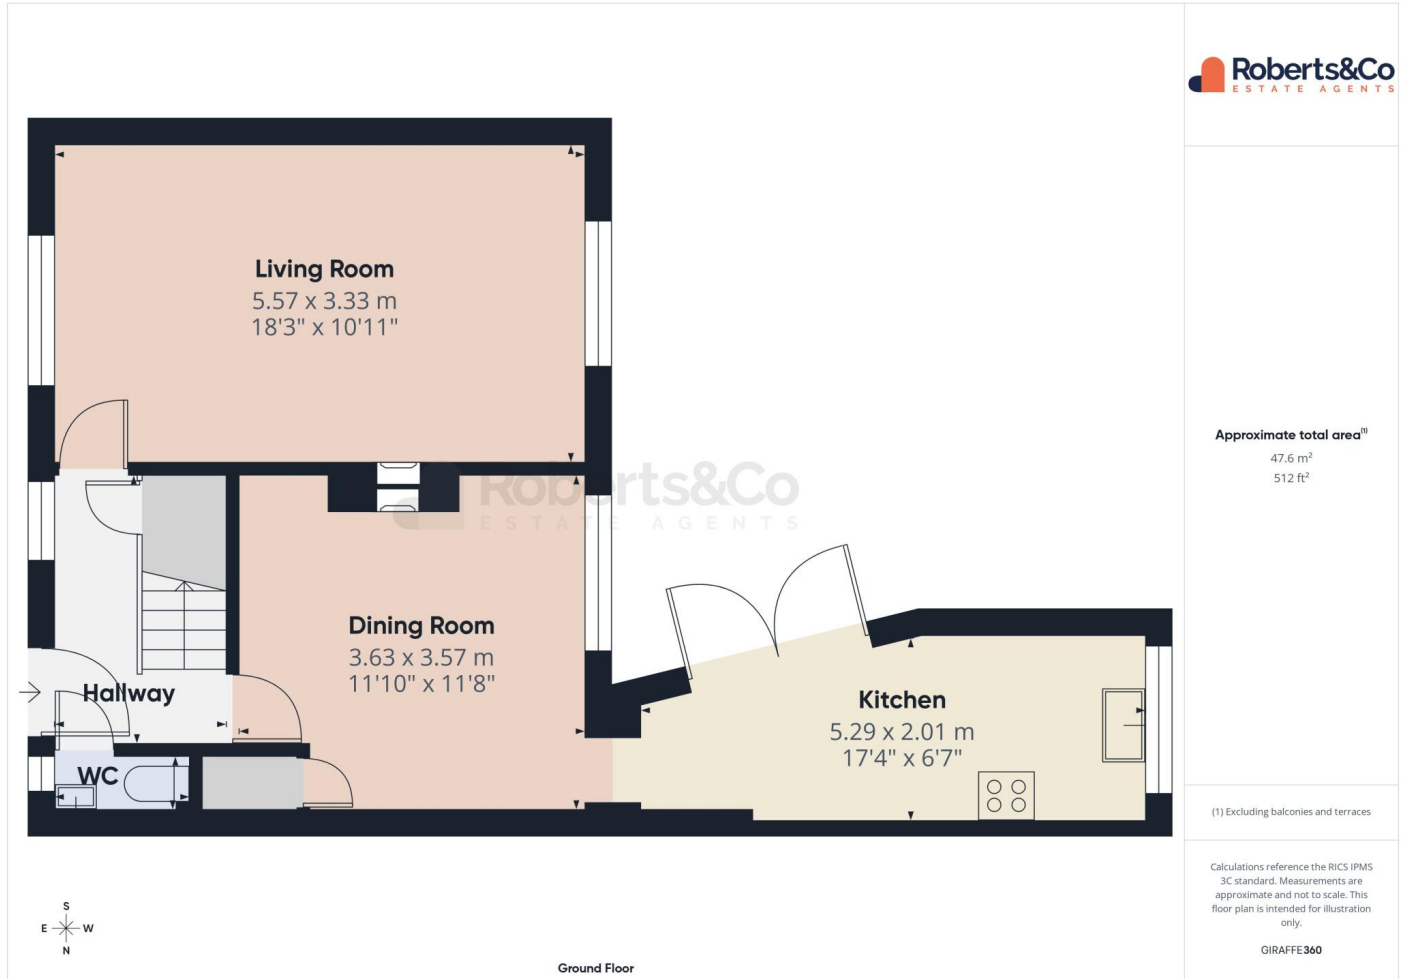 Roberts&Co
ESTATE AGENTS
Living Room
5.57 x 3.33 m
18'3" x 10'11"
Roberts&Co
ESTATE AGENTS
Dining Room
3.63 x 3.57 m
11'10" x 11'8"
Hallway
WC
Kitchen
5.29 x 2.01 m
17'4" x 6'7"
Approximate total area(1)
47.6 m²
512 ft²
(1) Excluding balconies and terraces
Calculations reference the RICS IPMS
3C standard. Measurements are
approximate and not to scale. This
floor plan is intended for illustration
only.
GIRAFFE360
S
E W
N
Ground Floor